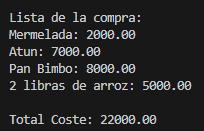 Lista de la compra:
Mermelada: 2000.00
Atun: 7000.00
Pan Bimbo: 8000.00
2 libras de arroz: 5000.00
Total Coste: 22000.00